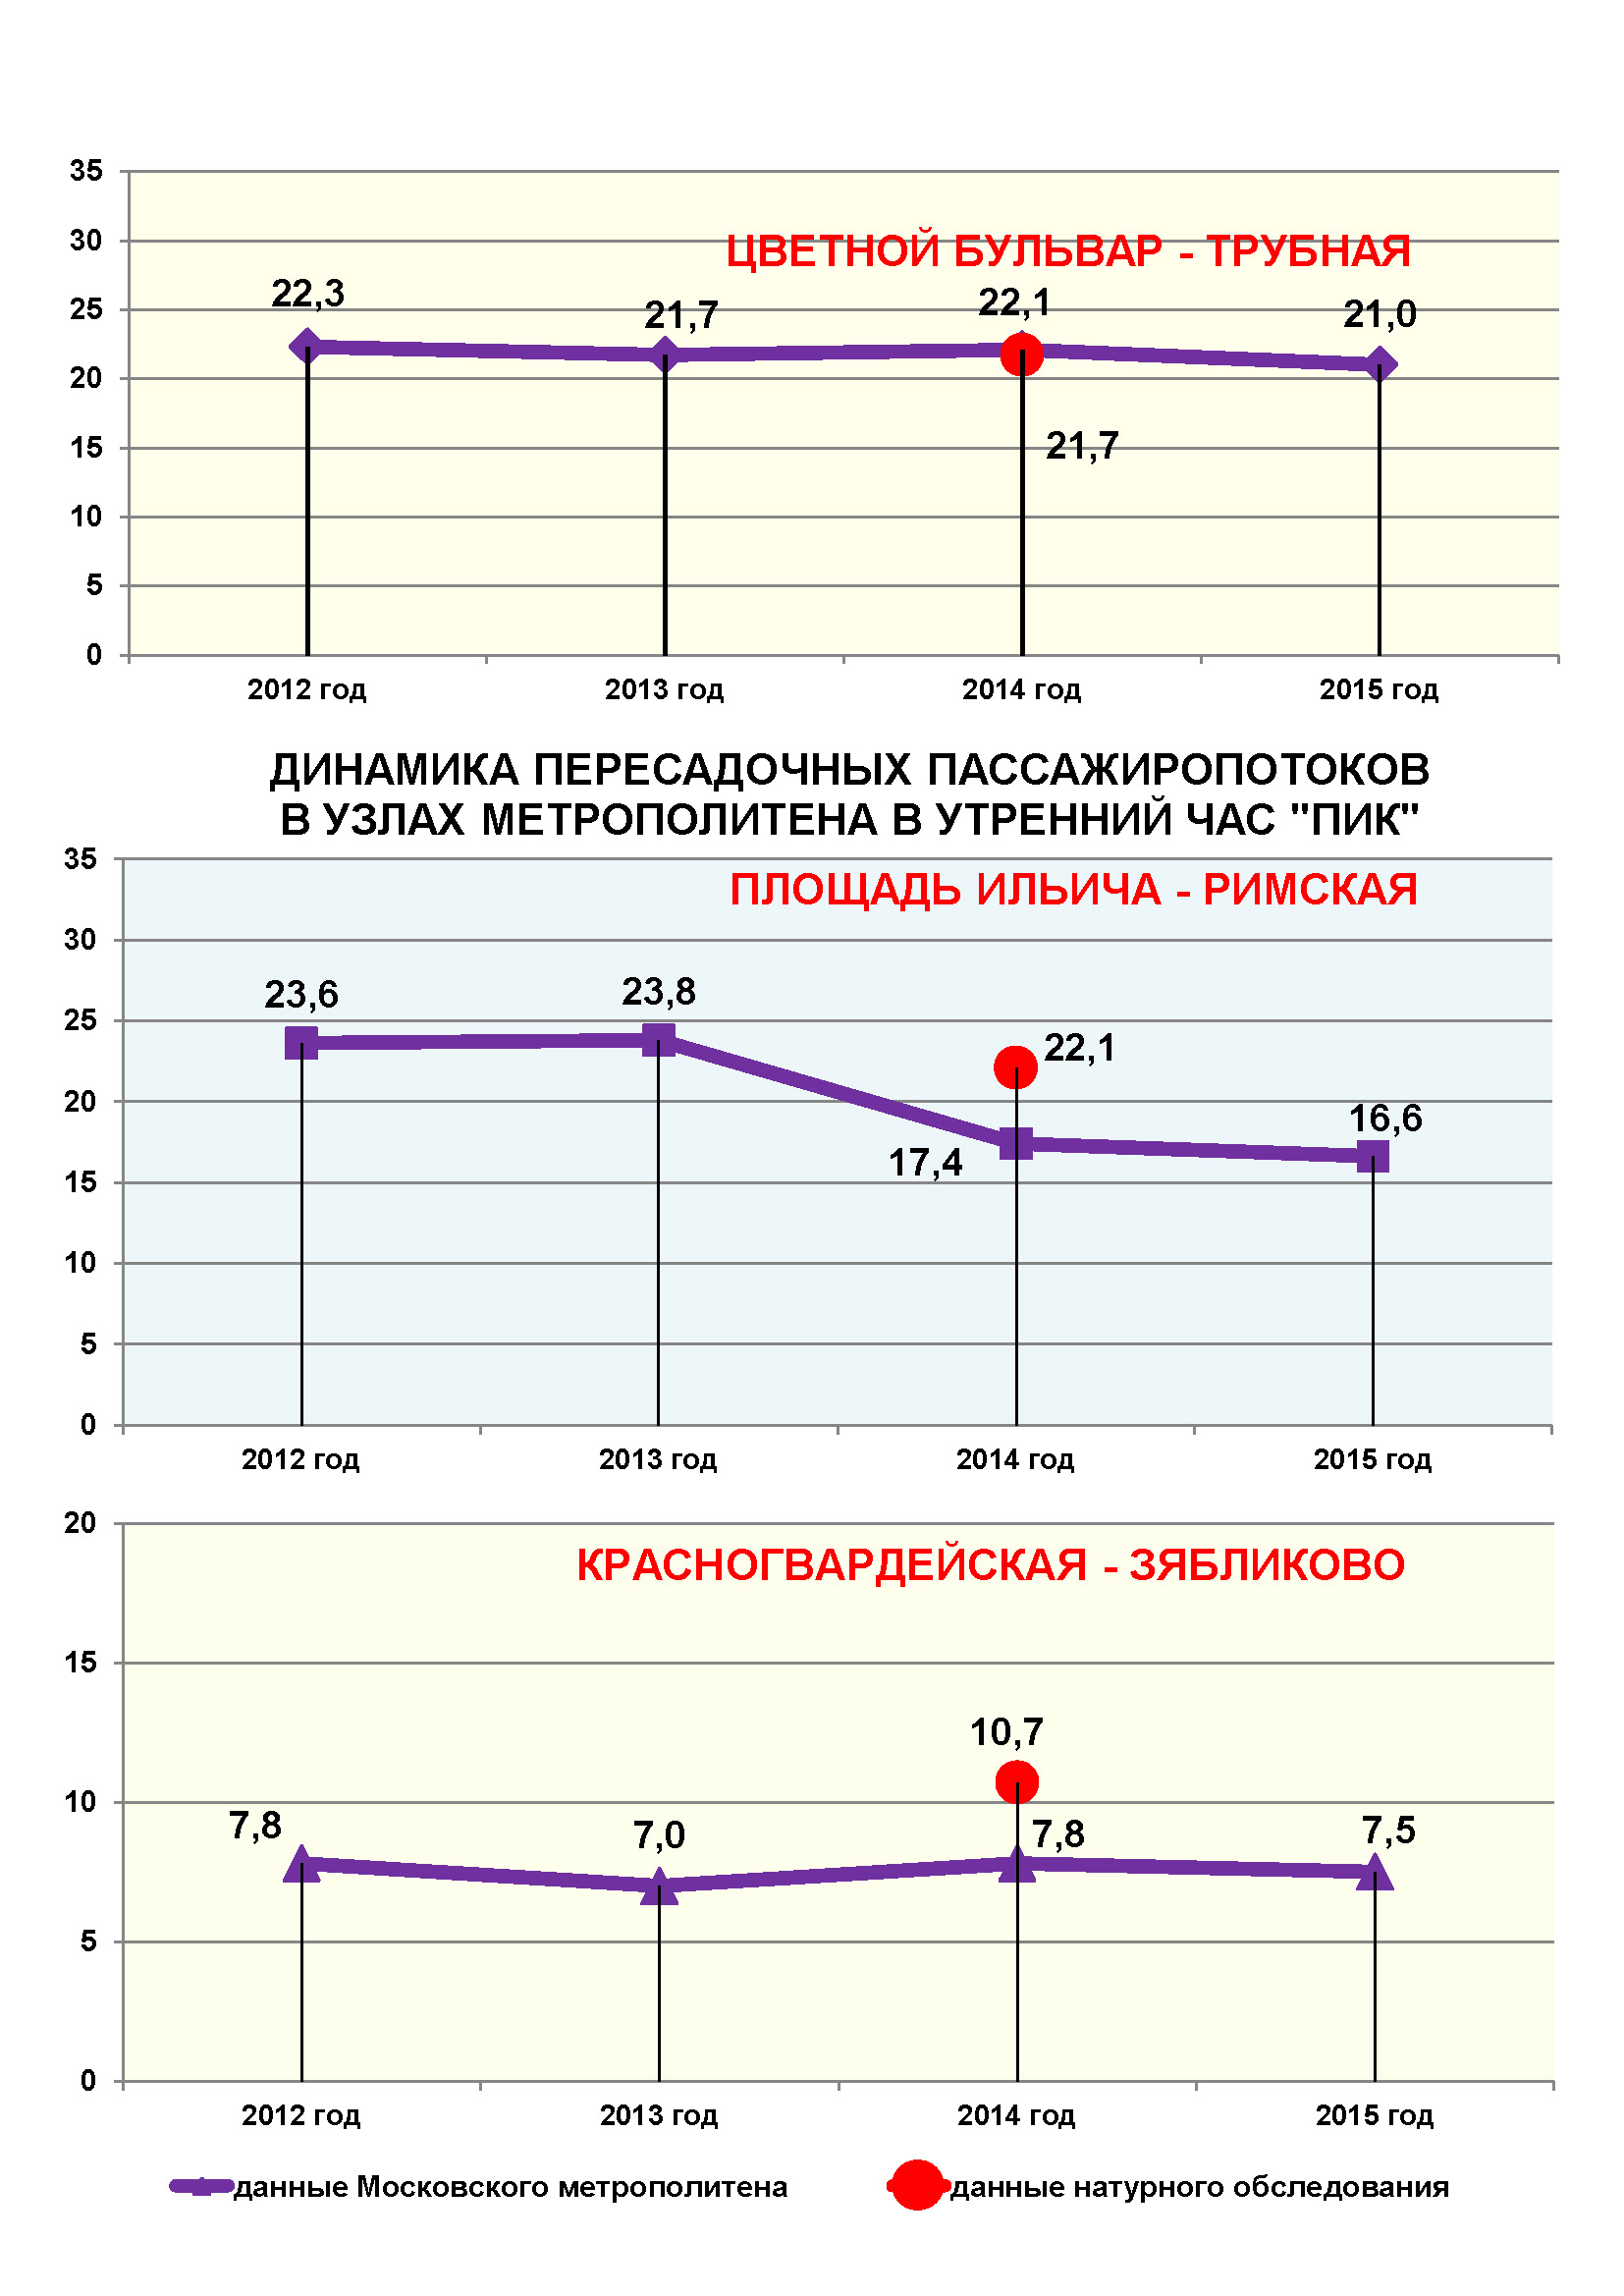 35
30
25
20
15
10
5
0
ЦВЕТНОЙ БУЛЬВАР - ТРУБНАЯ
22,3
21,7
22,1
21,0
21,7
2012 год
2013 год
2014 год
2015 год
ДИНАМИКА ПЕРЕСАДОЧНЫХ ПАССАЖИРОПОТОКОВ
В УЗЛАХ МЕТРОПОЛИТЕНА В УТРЕННИЙ ЧАС "ПИК"
35
30
25
20
15
10
5
0
ПЛОЩАДЬ ИЛЬИЧА - РИМСКАЯ
23,6
23,8
22,1
17,4
16,6
2012 год
2013 год
2014 год
2015 год
20
15
10
5
0
КРАСНОГВАРДЕЙСКАЯ - ЗЯБЛИКОВО
10,7
7,8
7,0
7,8
7,5
2012 год
2013 год
2014 год
2015 год
данные Московского метрополитена
данные натурного обследования